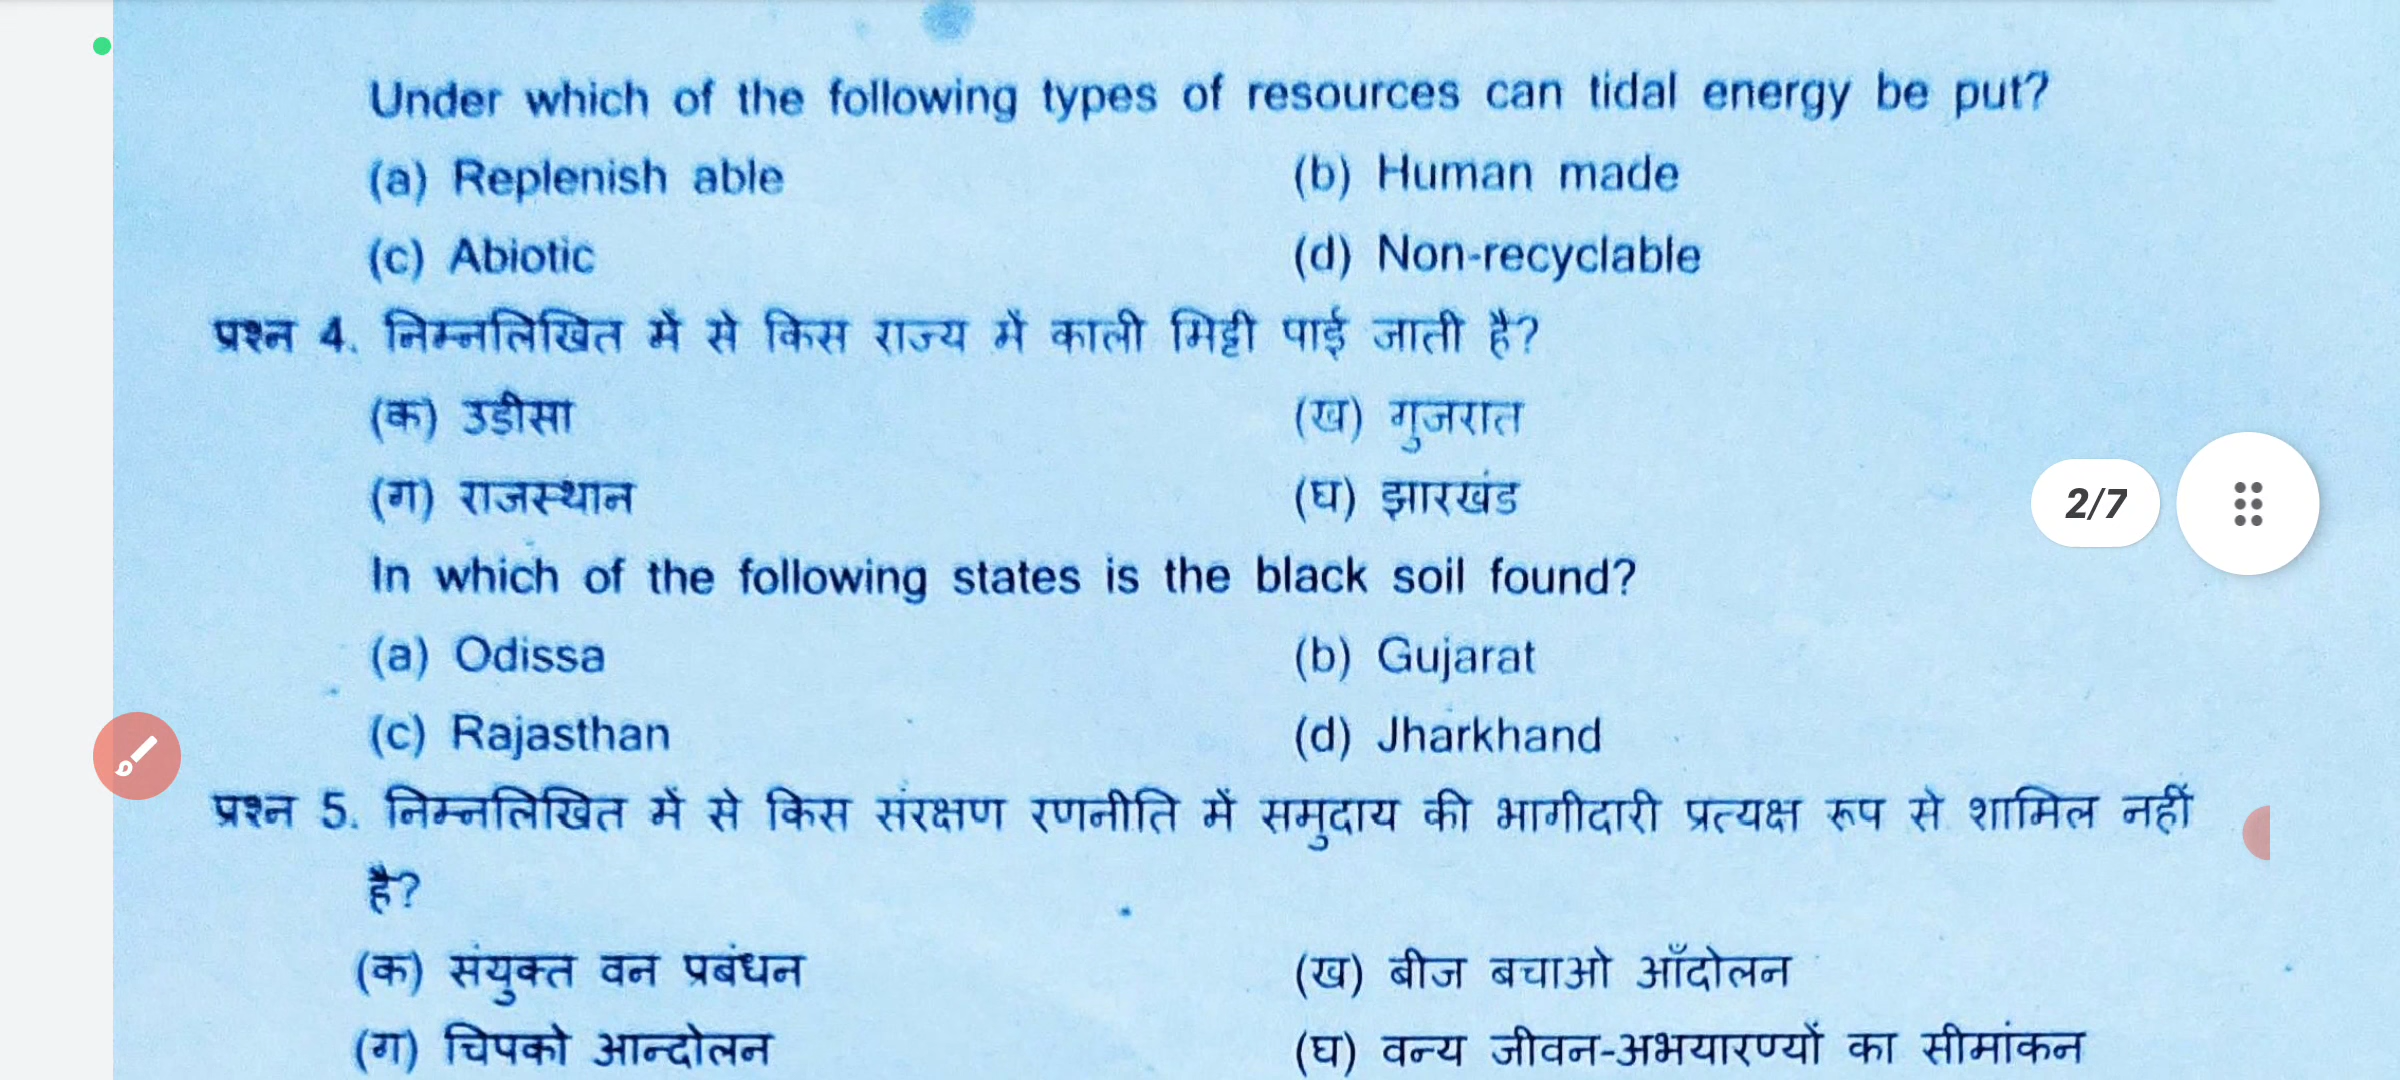 Under which of the following types of resources can tidal energy be put?
(a) Replenish able (b) Human made
(c) Abiotic (d) Non-recyclable
प्रश्न 4. निम्नलिखित में से किस राज्य में काली मिट्टी पाई जाती है?
(क) उडीसा (ख) गुजरात
(ग) राजस्थान (घ) झारखंड
In which of the following states is the black soil found?
(a) Odissa (b) Gujarat
(c) Rajasthan (d) Jharkhand
2/7
प्रश्न 5. निम्नलिखित में से किस संरक्षण रणनीति में समुदाय की भागीदारी प्रत्यक्ष रूप से शामिल नहीं
है?
(क) संयुक्त वन प्रबंधन (ख) बीज बचाओ आँदोलन
(ग) चिपको आन्दोलन (घ) वन्य जीवन-अभयारण्यों का सीमांकन